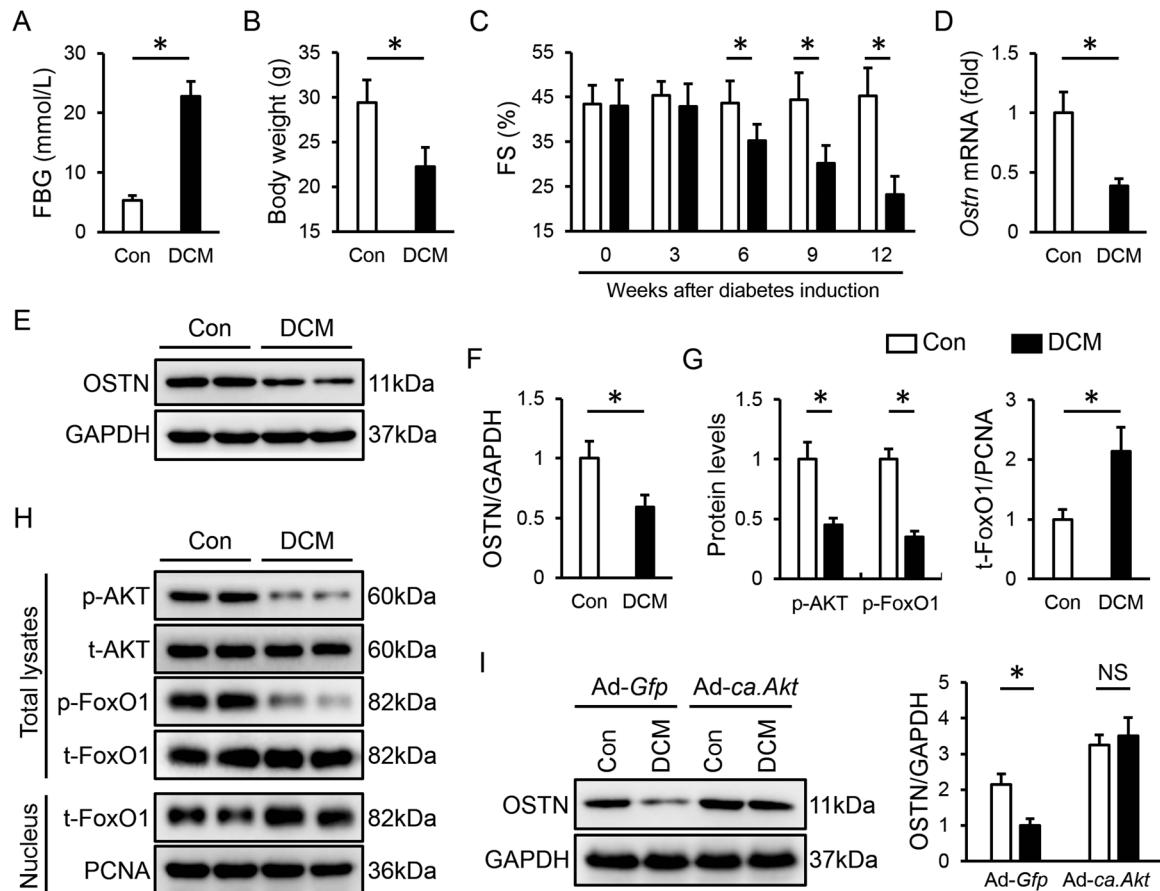 A
FBG (mmol/L)
30
20
10
0
*
Con DCM
B
Body weight (g)
35
31
27
23
19
15
*
Con DCM
C
FS (%)
55
45
35
25
15
* * *
0 3 6 9 12
Weeks after diabetes induction
D
Ostn mRNA (fold)
1.5
1
0.5
0
*
Con DCM
E
Con DCM
OSTN 11kDa
GAPDH 37kDa
F
OSTN/GAPDH
1.5
1
0.5
0
*
Con DCM
G
Con DCM
Protein levels
1.5
1
0.5
0
* *
p-AKT p-FoxO1
t-FoxO1/PCNA
3
2
1
0
*
Con DCM
H
Con DCM
Total lysates
p-AKT 60kDa
t-AKT 60kDa
p-FoxO1 82kDa
t-FoxO1 82kDa
Nucleus
t-FoxO1 82kDa
PCNA 36kDa
I
Ad-Gfp Ad-ca.Akt
Con DCM Con DCM
OSTN 11kDa
GAPDH 37kDa
OSTN/GAPDH
5
4
3
2
1
0
* NS
Ad-Gfp Ad-ca.Akt